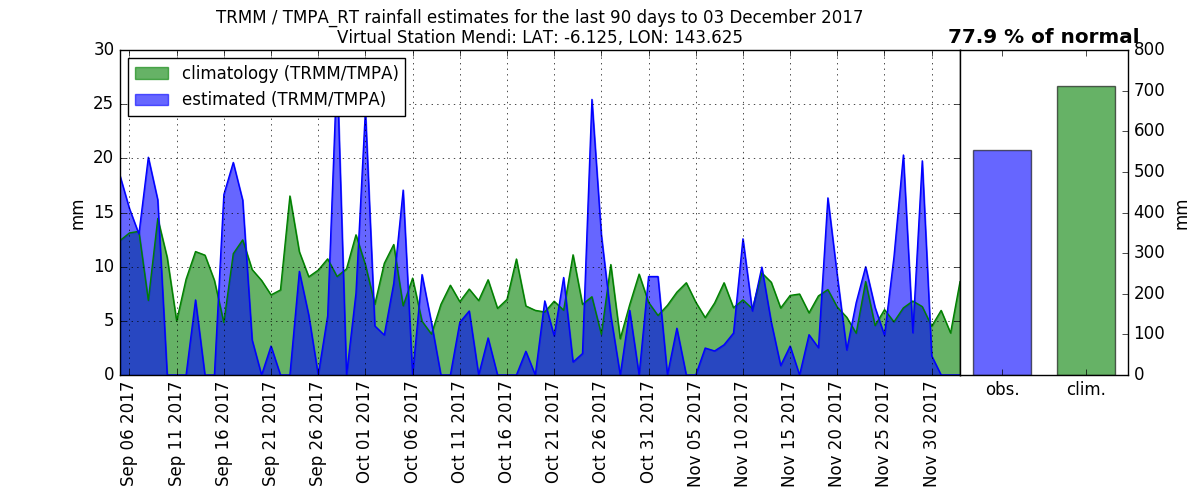 TRMM / TMPA_RT rainfall estimates for the last 90 days to 03 December 2017
Virtual Station Mendi: LAT: -6.125, LON: 143.625
77.9 % of normal
climatology (TRMM/TMPA)
estimated (TRMM/TMPA)
30
25
20
15
10
5
0
mm
Sep 06 2017
Sep 11 2017
Sep 16 2017
Sep 21 2017
Sep 26 2017
Oct 01 2017
Oct 06 2017
Oct 11 2017
Oct 16 2017
Oct 21 2017
Oct 26 2017
Oct 31 2017
Nov 05 2017
Nov 10 2017
Nov 15 2017
Nov 20 2017
Nov 25 2017
Nov 30 2017
obs.
clim.
800
700
600
500
400
300
200
100
0
mm